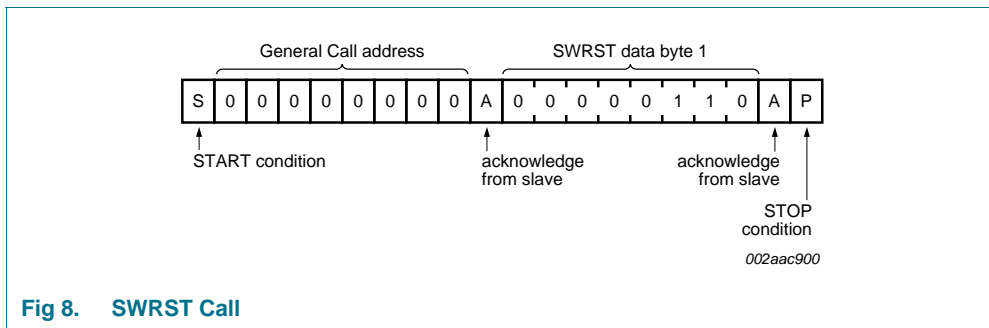 General Call address SWRST data byte 1
S 0 0 0 0 0 0 0 0 A 0 0 0 0 0 1 1 0 A P
START condition acknowledge acknowledge
from slave from slave
STOP
condition
002aac900
Fig 8. SWRST Call